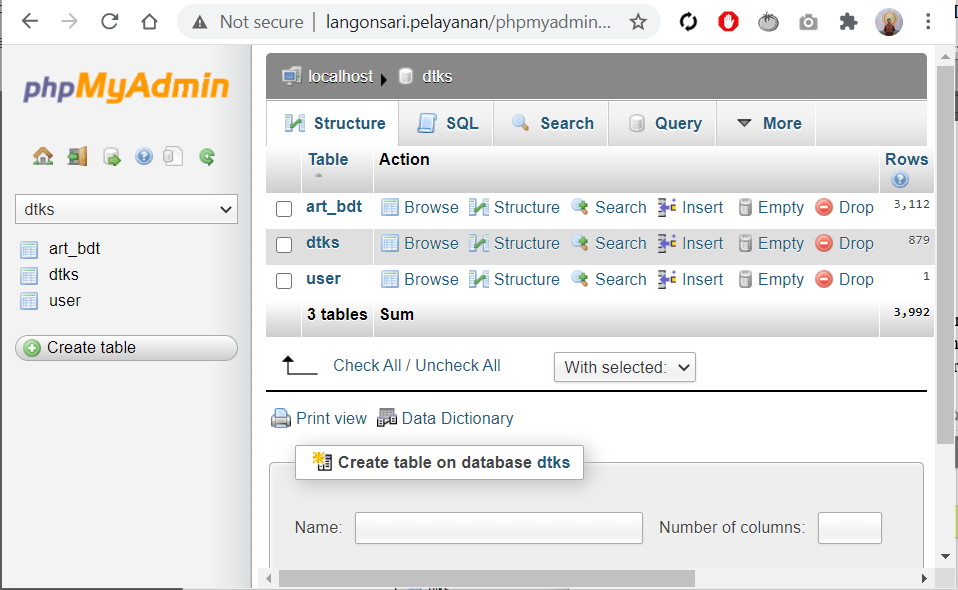 Not secure | langonsari.pelayanan/phpmyadmin...
phpMyAdmin
dtks
art_bdt
dtks
user
Create table
localhost dtks
Structure SQL Search Query More
Table Action Rows
art_bdt Browse Structure Search Insert Empty Drop 3,112
dtks Browse Structure Search Insert Empty Drop 879
user Browse Structure Search Insert Empty Drop 1
3 tables Sum 3,992
Check All / Uncheck All With selected:
Print view Data Dictionary
Create table on database dtks
Name: Number of columns: